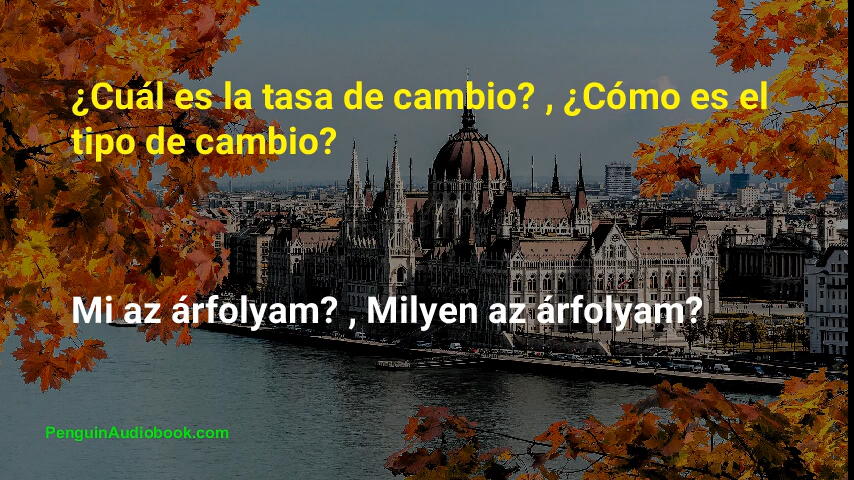 ¿Cuál es la tasa de cambio? , ¿Cómo es el
tipo de cambio?
Mi az árfolyam? , Milyen az árfolyam?
PenguinAudiobook.com